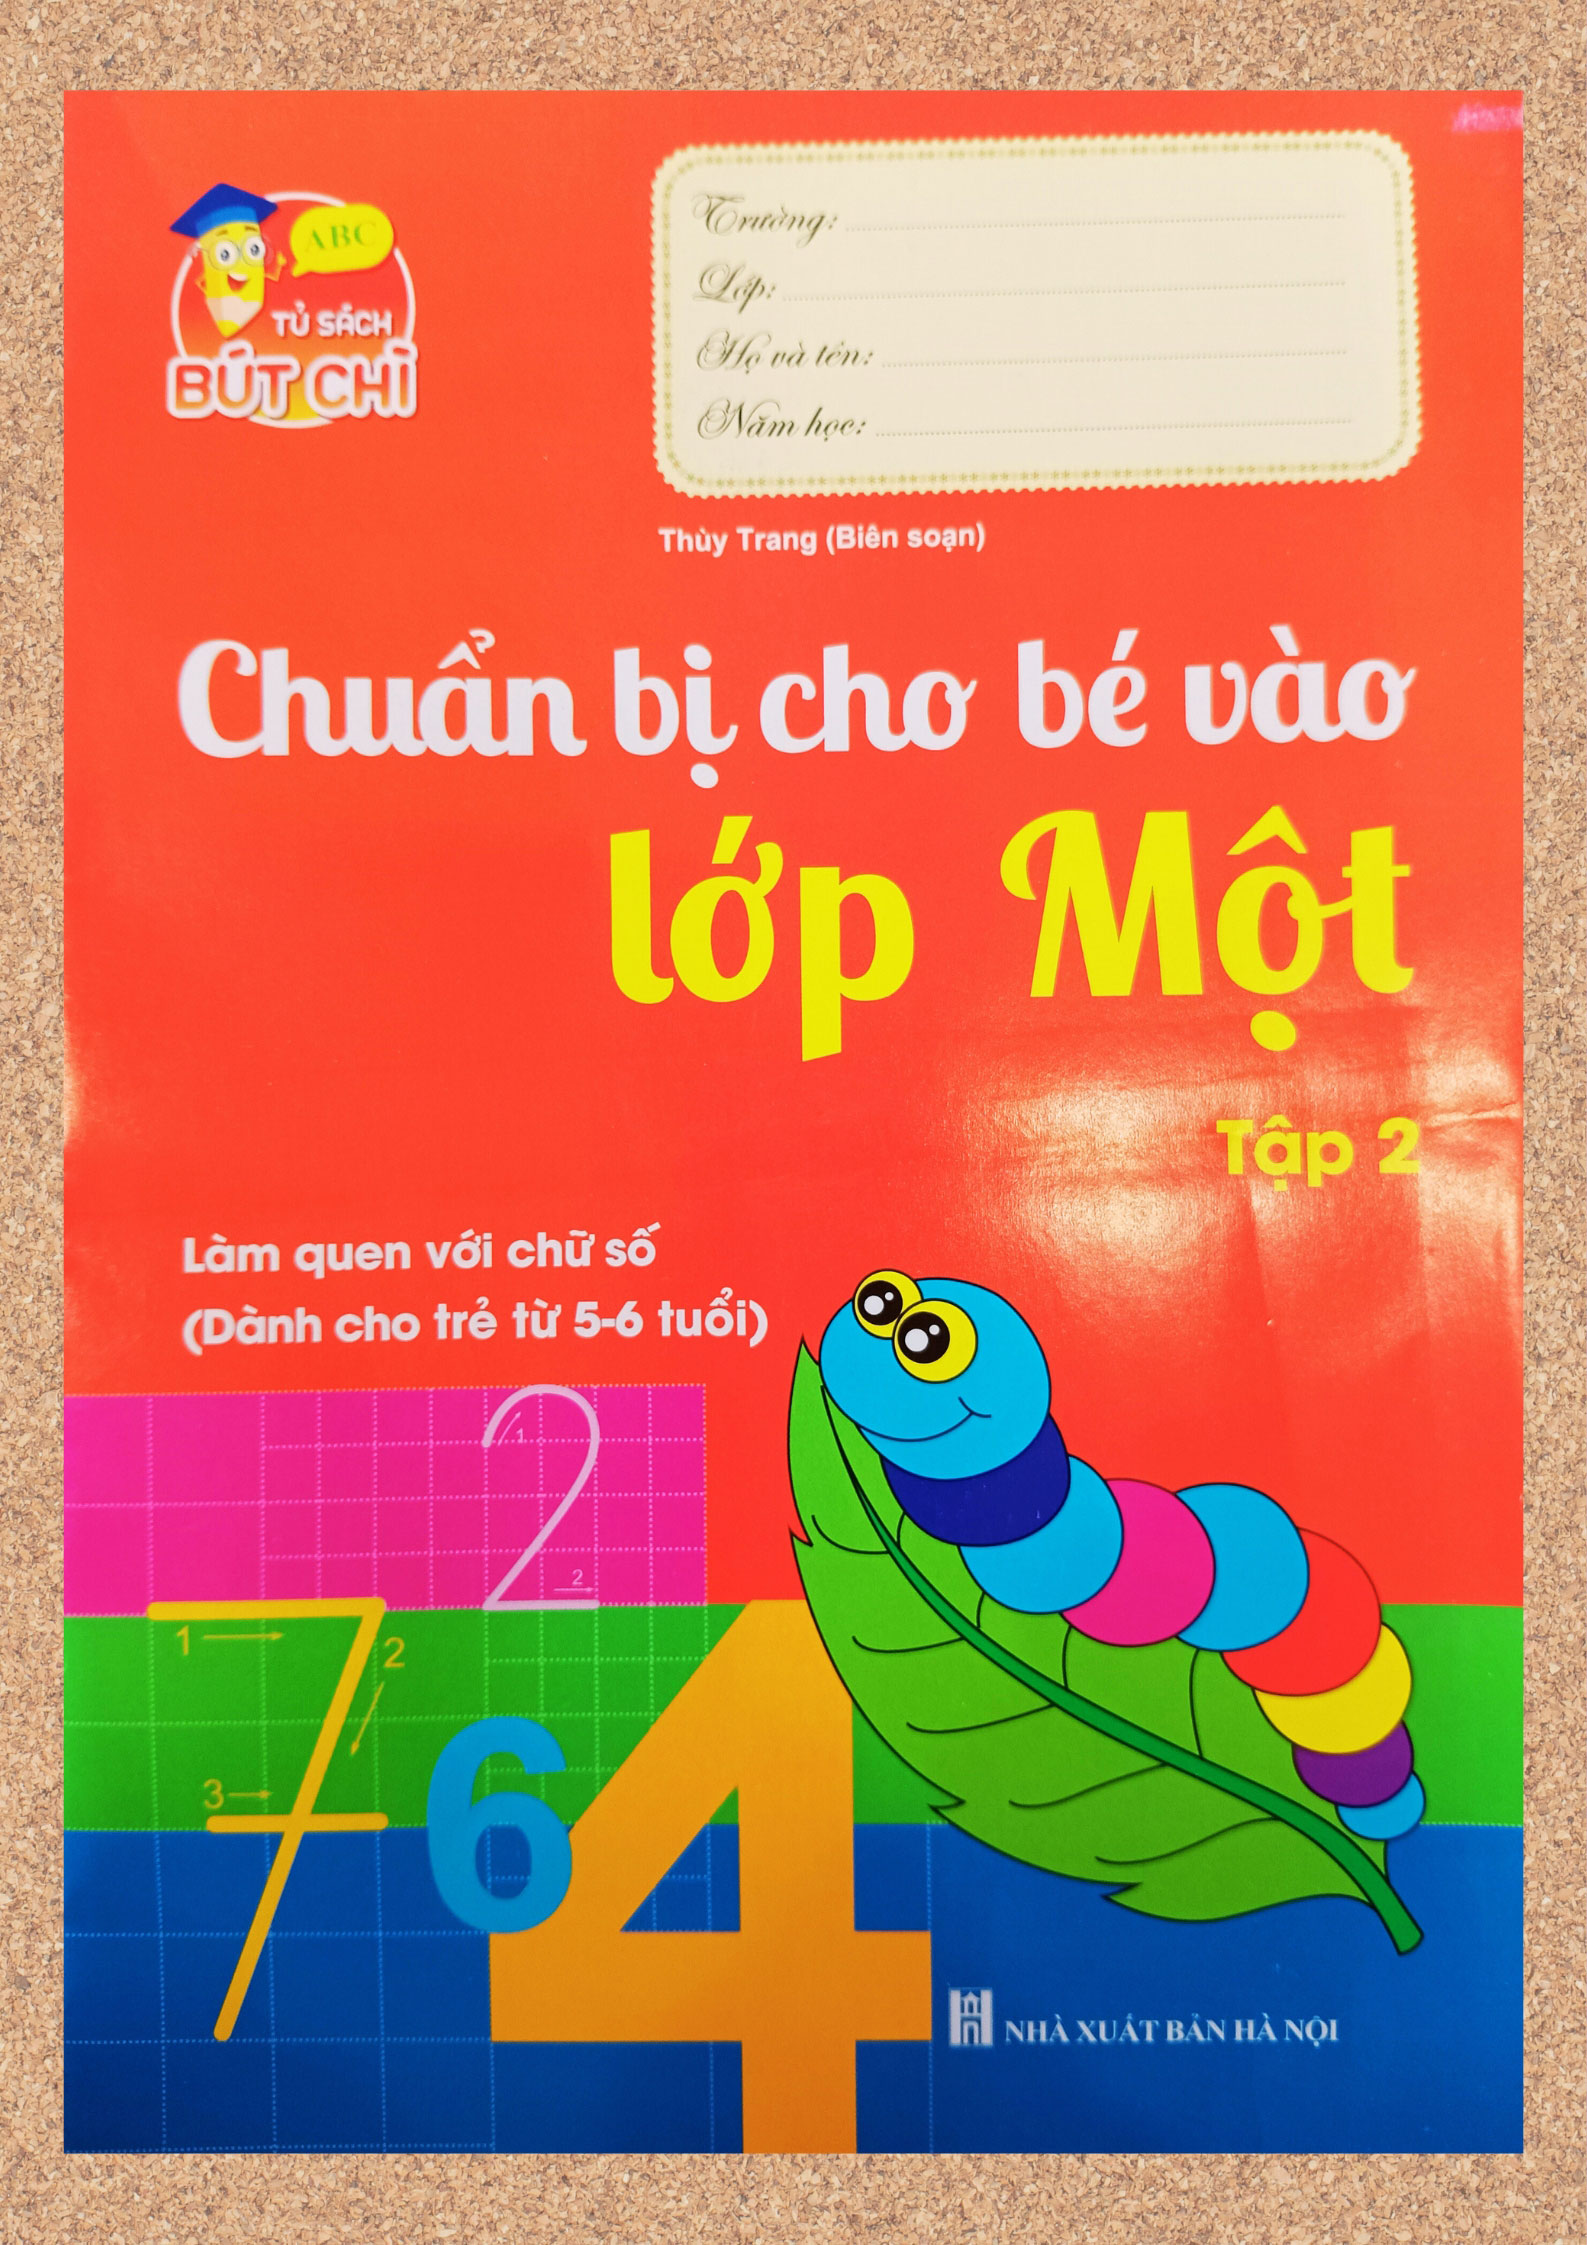 ABC
TỦ SÁCH
BÚT CHÌ
Trường:
Lớp:
Họ và tên:
Năm học:
Thùy Trang (Biên soạn)
Chuẩn bị cho bé vào
lớp Một
Tập 2
Làm quen với chữ số
(Dành cho trẻ từ 5-6 tuổi)
2
1
2
7
1
2
3
6
4
NHÀ XUẤT BẢN HÀ NỘI